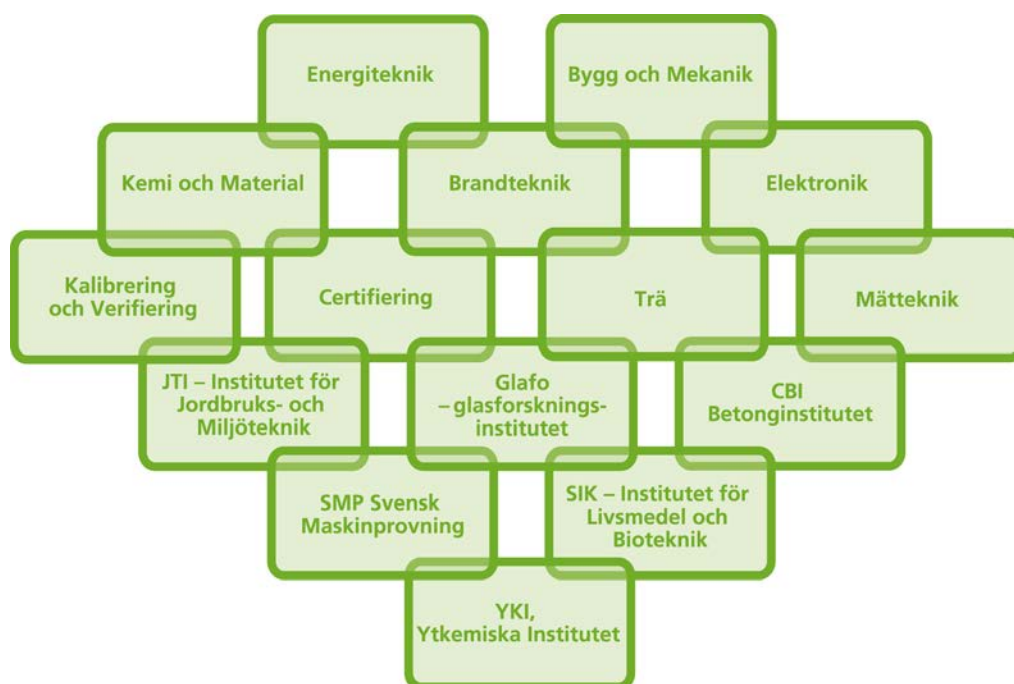 Energiteknik
Bygg och Mekanik
Kemi och Material
Brandteknik
Elektronik
Kalibrering
och Verifiering
Certifiering
Trä
Mätteknik
JTI – Institutet för
Jordbruks- och
Miljöteknik
Glafo
– glasforsknings-
institutet
CBI
Betonginstitutet
SMP Svensk
Maskinprovning
SIK – Institutet för
Livsmedel och
Bioteknik
YKI,
Ytkemiska Institutet